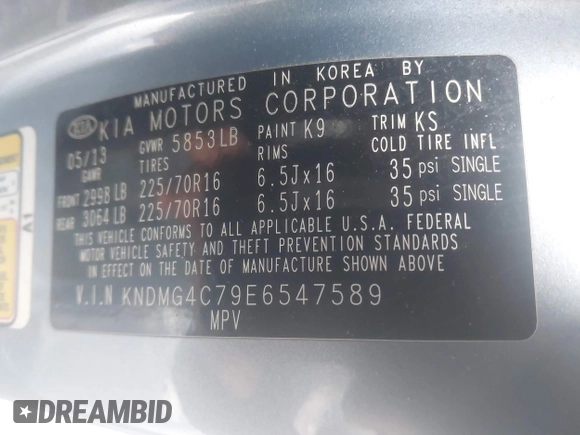 MANUFACTURED IN KOREA BY
KIA KIA MOTORS CORPORATION
05/13 GVWR 5853LB PAINT K9 TRIM KS
GAWR TIRES RIMS COLD TIRE INFL
FRONT 2998 LB 225/70R16 6.5Jx16 35 psi SINGLE
REAR 3064 LB 225/70R16 6.5Jx16 35 psi SINGLE
THIS VEHICLE CONFORMS TO ALL APPLICABLE U.S.A. FEDERAL
MOTOR VEHICLE SAFETY AND THEFT PREVENTION STANDARDS
IN EFFECT ON THE DATE OF MANUFACTURE SHOWN ABOVE.
V.I.N KNDMG4C79E6547589
MPV
A1
DREAMBID